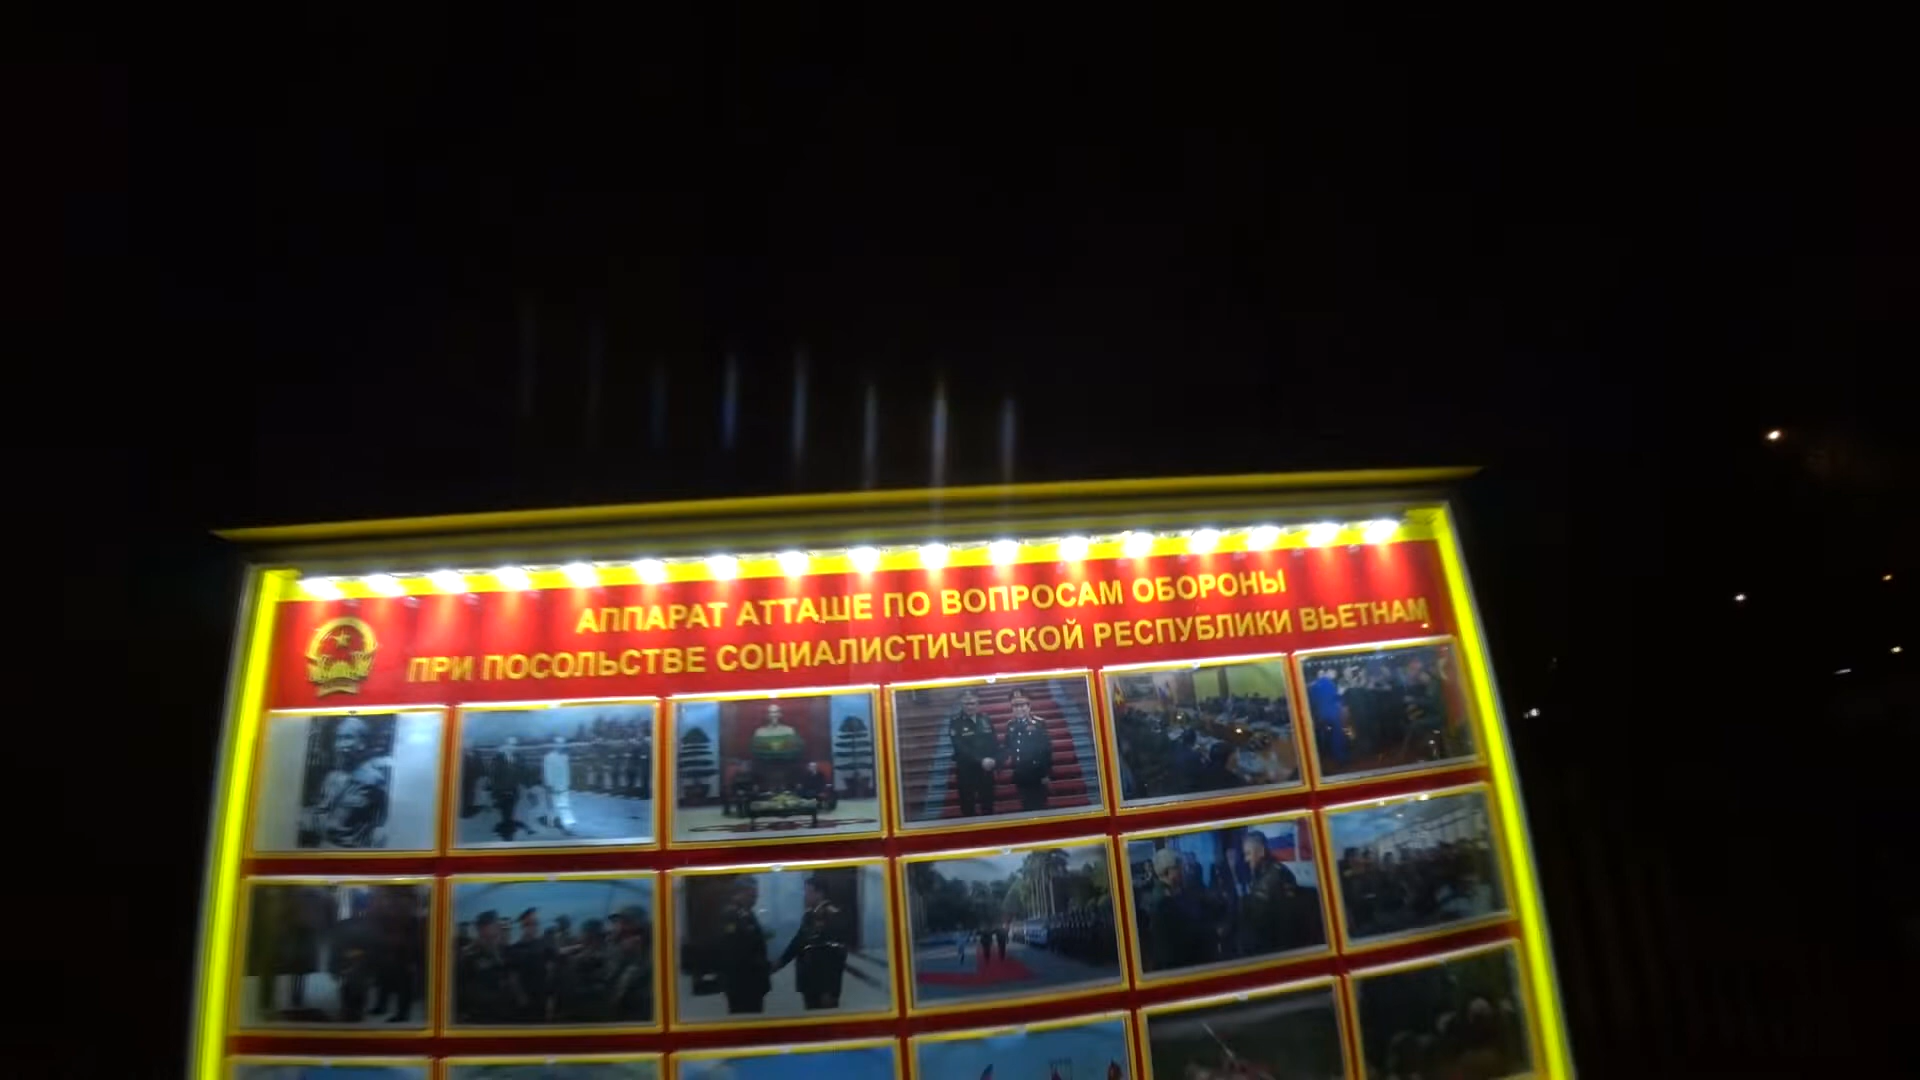 АППАРАТ АТТАШЕ ПО ВОПРОСАМ ОБОРОНЫ
ПРИ ПОСОЛЬСТВЕ СОЦИАЛИСТИЧЕСКОЙ РЕСПУБЛИКИ ВЬЕТНАМ